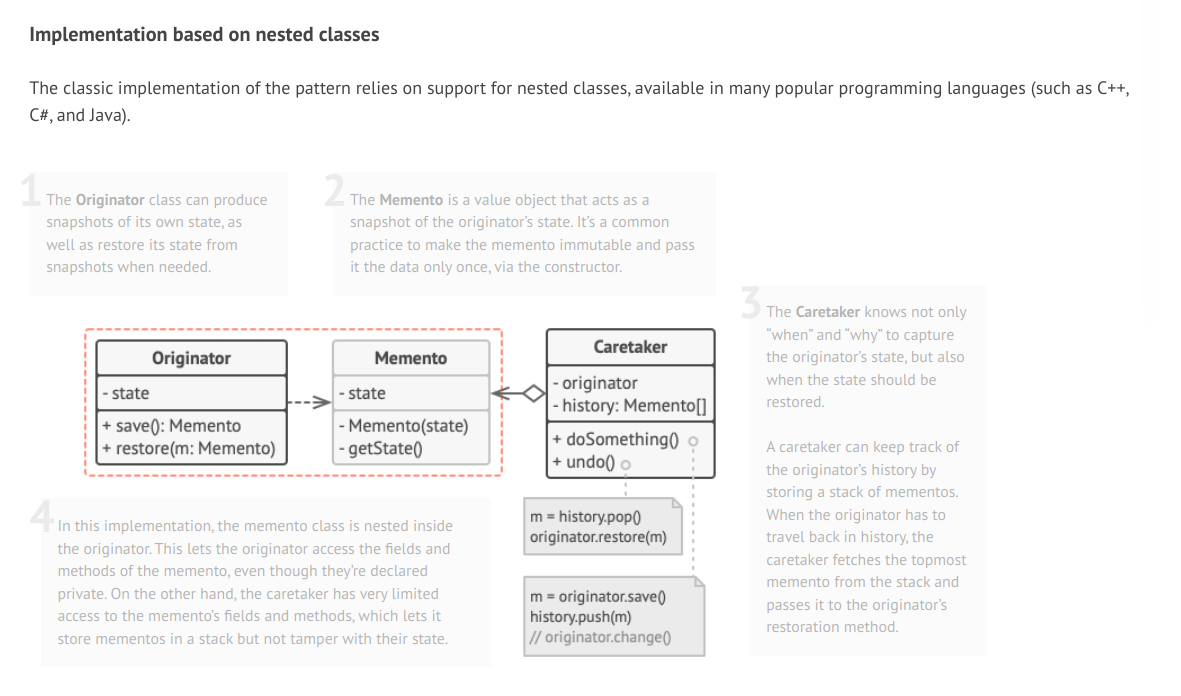 Implementation based on nested classes
The classic implementation of the pattern relies on support for nested classes, available in many popular programming languages (such as C++,
C#, and Java).
1
The Originator class can produce
snapshots of its own state, as
well as restore its state from
snapshots when needed.
2
The Memento is a value object that acts as a
snapshot of the originator’s state. It’s a common
practice to make the memento immutable and pass
it the data only once, via the constructor.
3
The Caretaker knows not only
“when” and “why” to capture
the originator’s state, but also
when the state should be
restored.
A caretaker can keep track of
the originator’s history by
storing a stack of mementos.
When the originator has to
travel back in history, the
caretaker fetches the topmost
memento from the stack and
passes it to the originator’s
restoration method.
Originator
- state
+ save(): Memento
+ restore(m: Memento)
Memento
- state
- Memento(state)
- getState()
Caretaker
- originator
- history: Memento[]
+ doSomething()
+ undo()
m = history.pop()
originator.restore(m)
m = originator.save()
history.push(m)
// originator.change()
4
In this implementation, the memento class is nested inside
the originator. This lets the originator access the fields and
methods of the memento, even though they’re declared
private. On the other hand, the caretaker has very limited
access to the memento’s fields and methods, which lets it
store mementos in a stack but not tamper with their state.